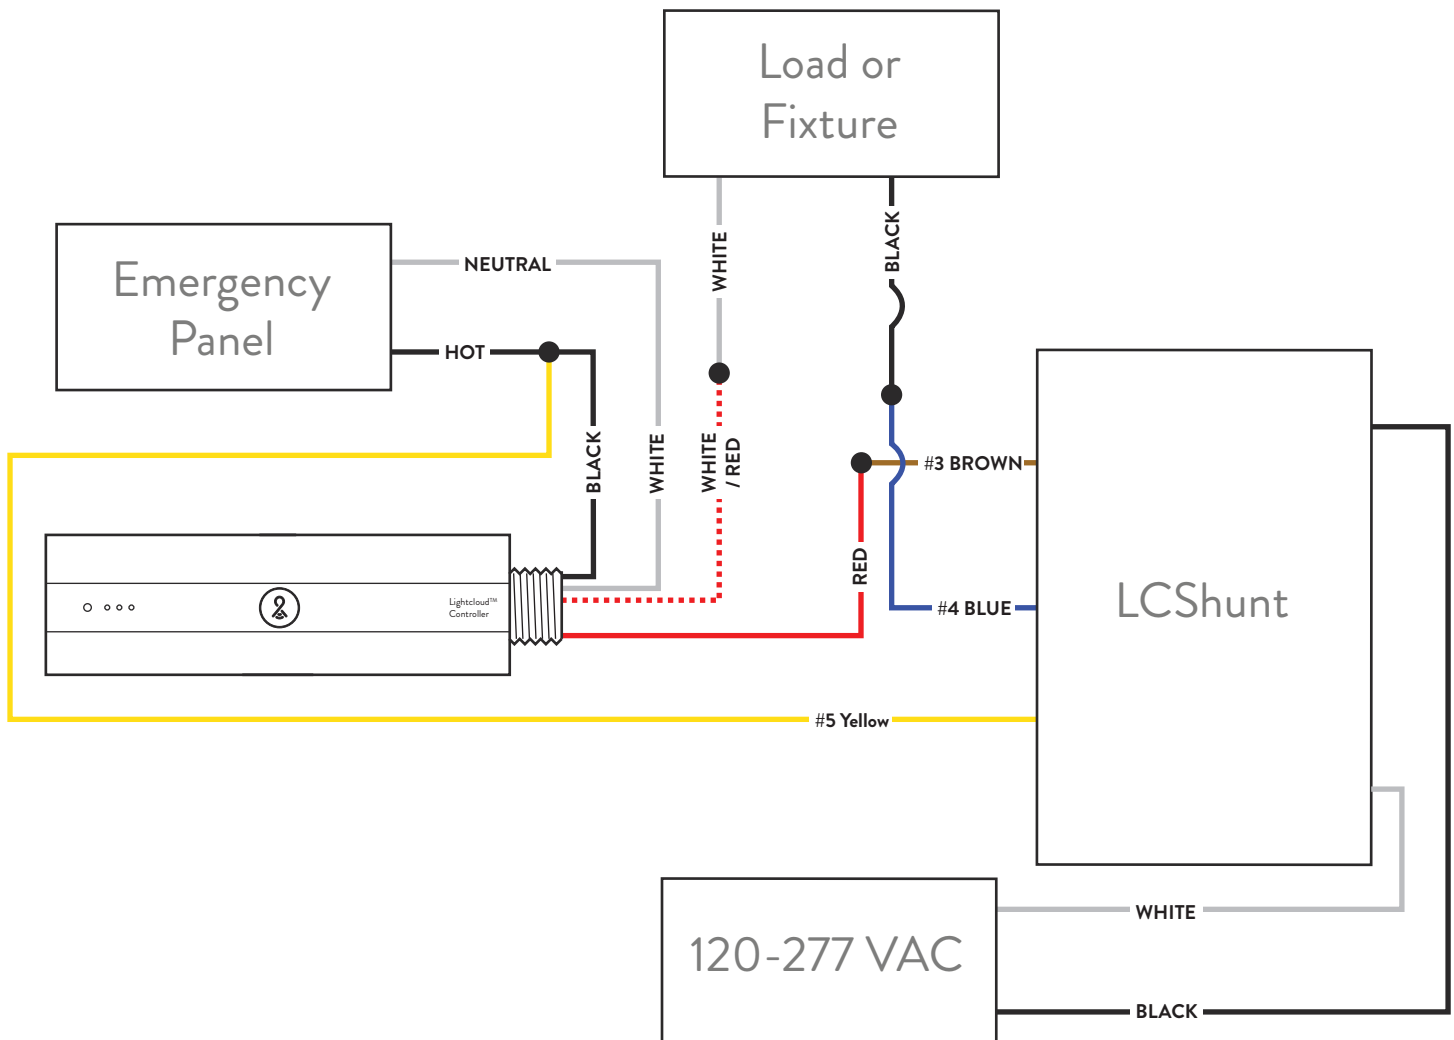 Load or
Fixture
Emergency
Panel
NEUTRAL
HOT
WHITE
BLACK
BLACK
WHITE
WHITE
/ RED
#3 BROWN
RED
#4 BLUE
LCShunt
Lightcloud™
Controller
#5 Yellow
WHITE
120-277 VAC
BLACK